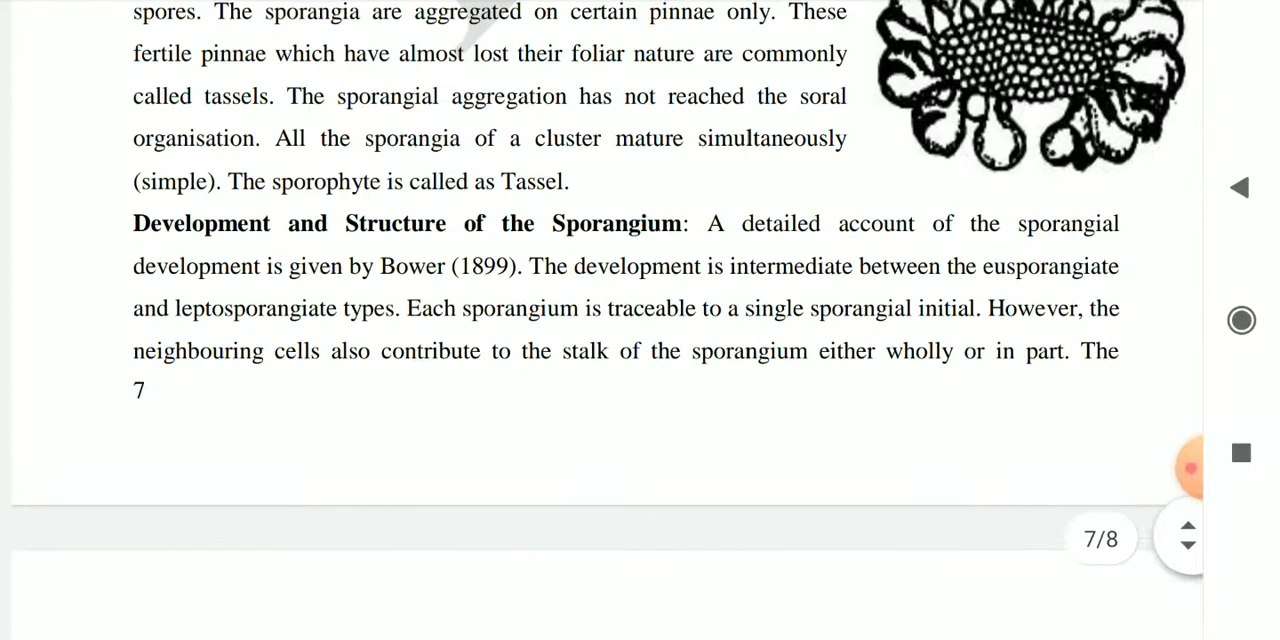 spores. The sporangia are aggregated on certain pinnae only. These
fertile pinnae which have almost lost their foliar nature are commonly
called tassels. The sporangial aggregation has not reached the soral
organisation. All the sporangia of a cluster mature simultaneously
(simple). The sporophyte is called as Tassel.
Development and Structure of the Sporangium: A detailed account of the sporangial
development is given by Bower (1899). The development is intermediate between the eusporangiate
and leptosporangiate types. Each sporangium is traceable to a single sporangial initial. However, the
neighbouring cells also contribute to the stalk of the sporangium either wholly or in part. The
7
7/8